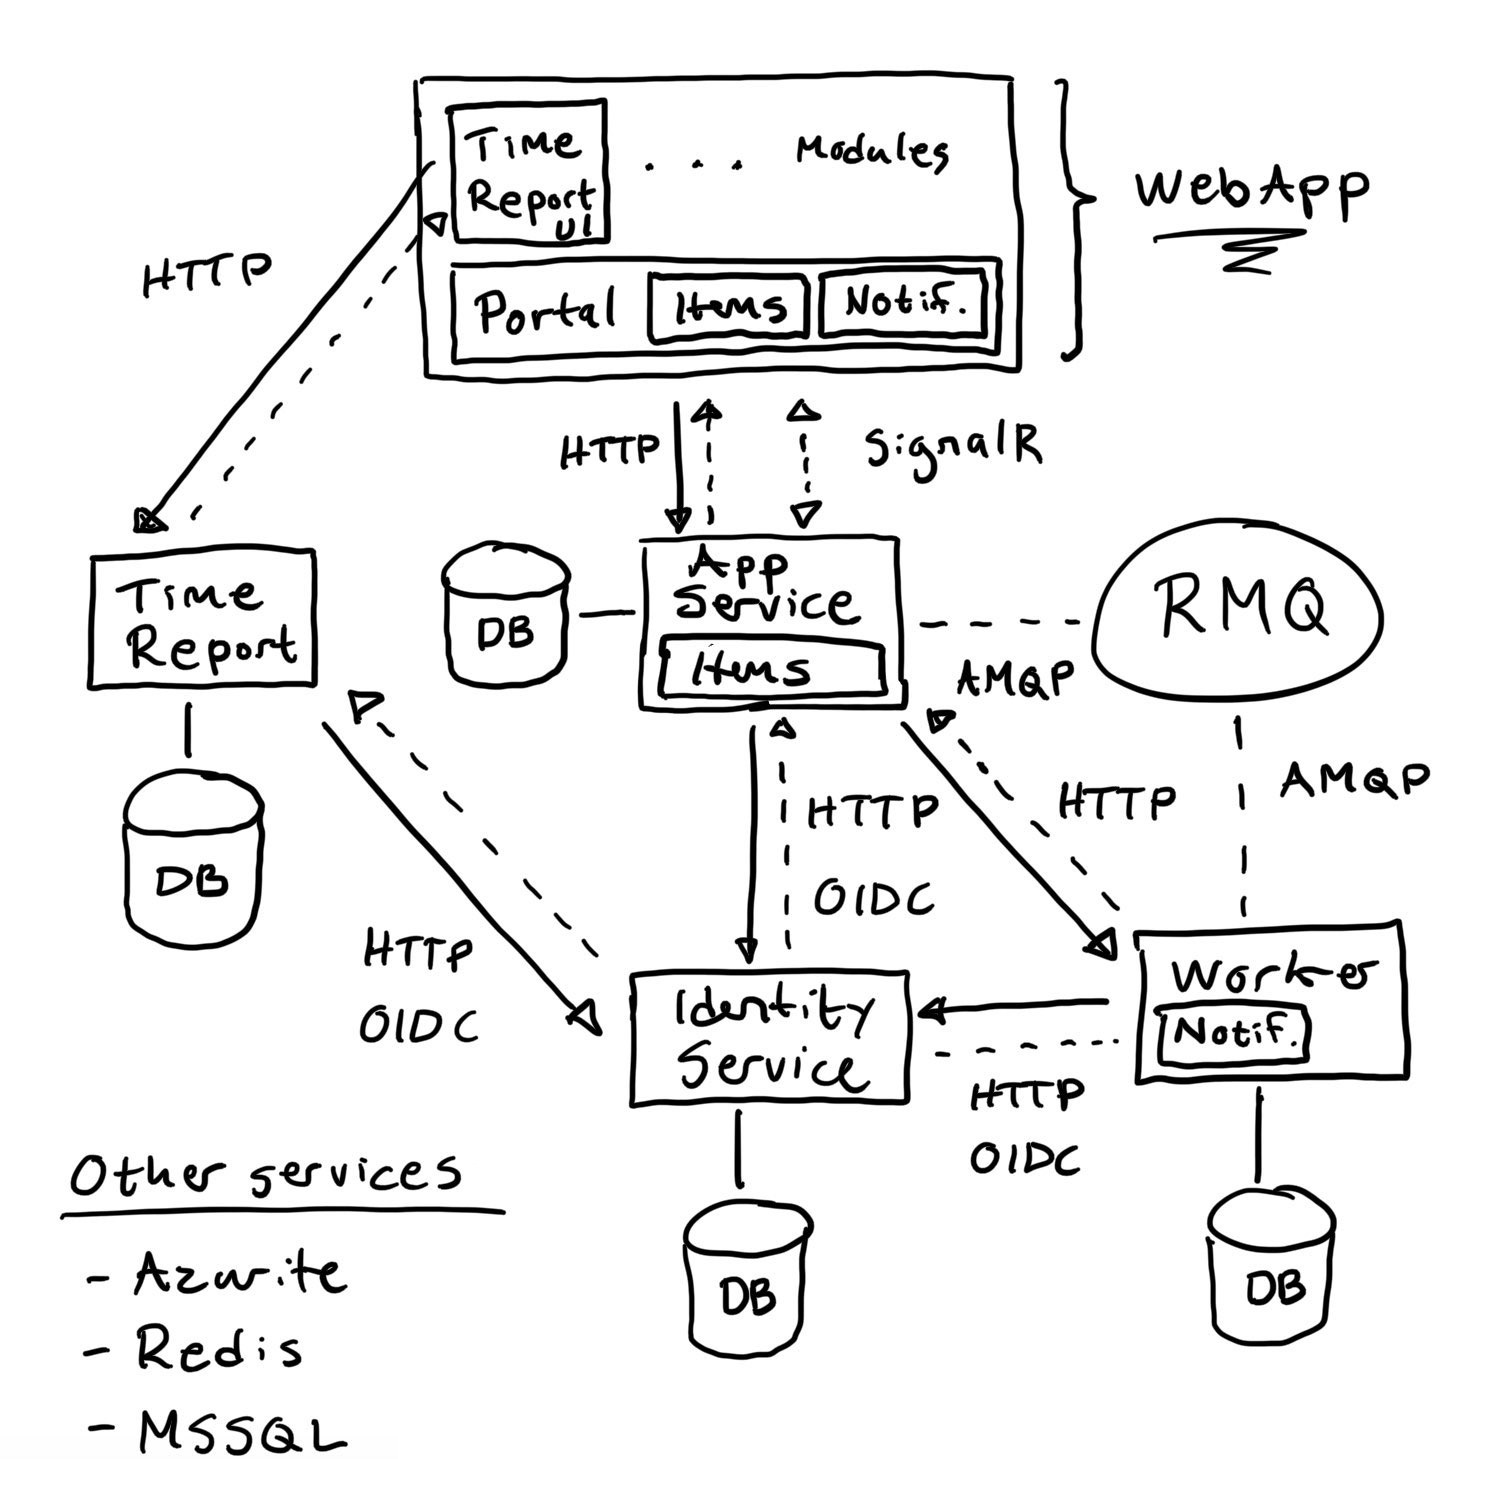 Time
Report
UI
. . . Modules
WebApp
Portal
Items
Notif.
HTTP
HTTP
SignalR
Time
Report
DB
App
Service
Items
RMQ
AMQP
AMQP
HTTP
HTTP
OIDC
DB
HTTP
OIDC
Identity
Service
Worker
Notif.
HTTP
OIDC
DB
DB
Other services
- Azurite
- Redis
- MSSQL